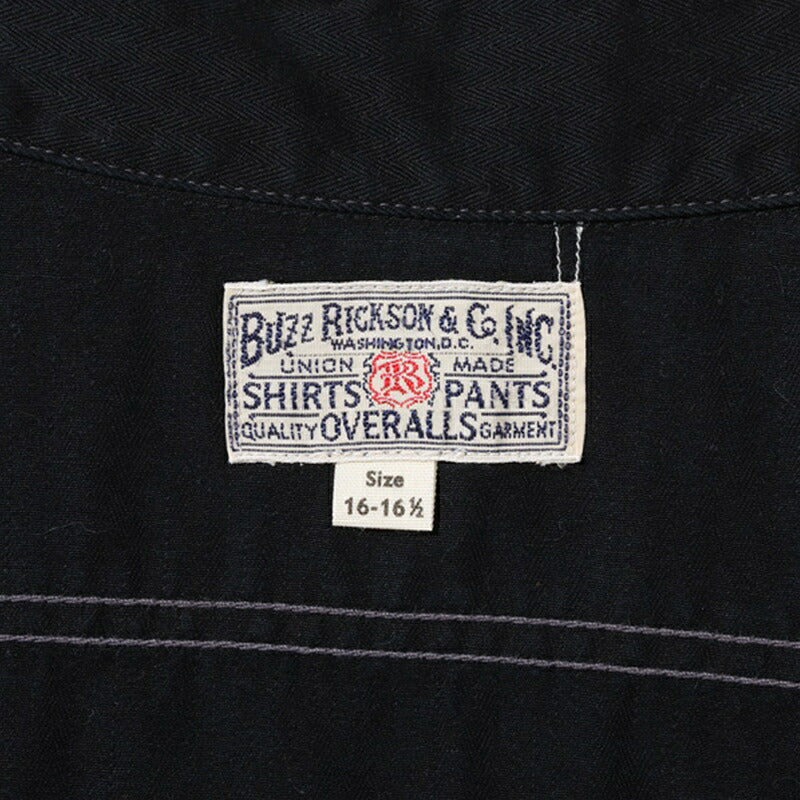 BUZZ RICKSON & CO. INC.
WASHINGTON, D.C.
UNION MADE
SHIRTS R PANTS
QUALITY OVERALLS GARMENT
Size
16-16½